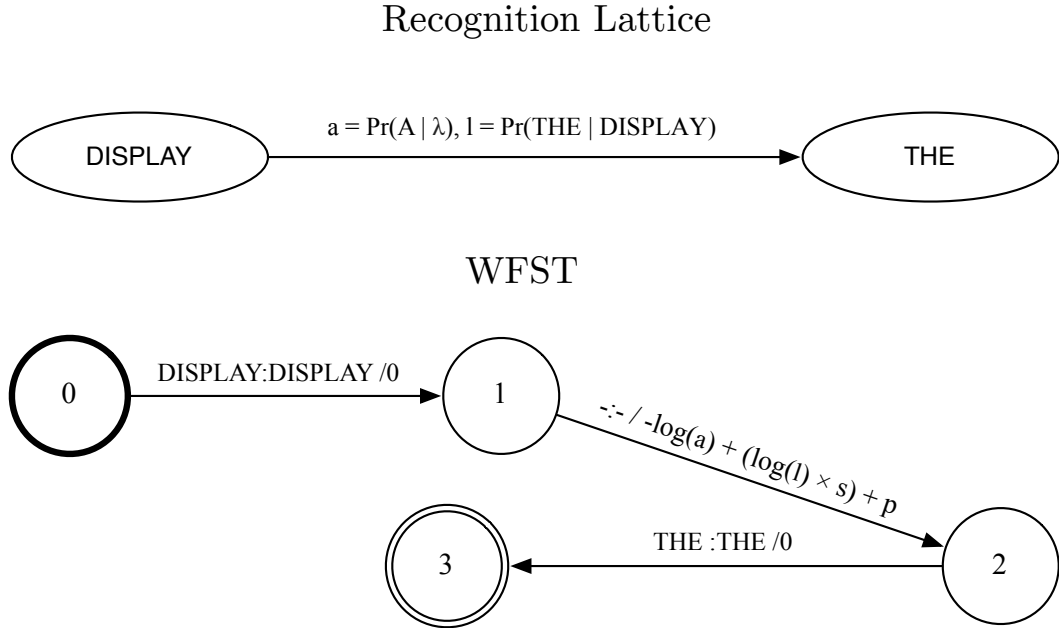 Recognition Lattice
a = Pr(A | λ), l = Pr(THE | DISPLAY)
DISPLAY
THE
WFST
DISPLAY:DISPLAY /0
0
1
-:- / -log(a) + (log(l) × s) + p
THE :THE /0
3
2